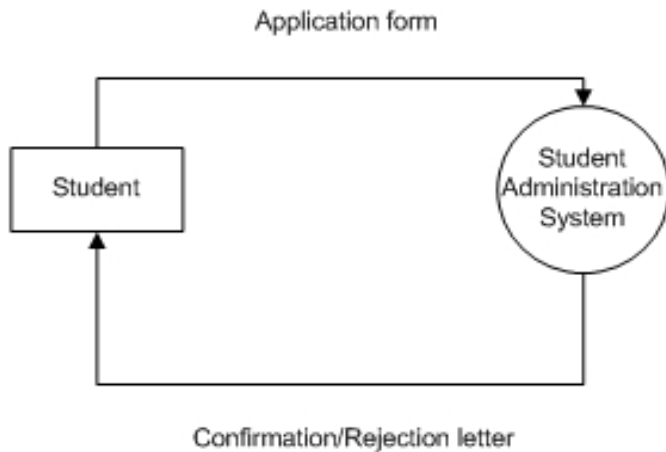 Application form
Student
Student
Administration
System
Confirmation/Rejection letter